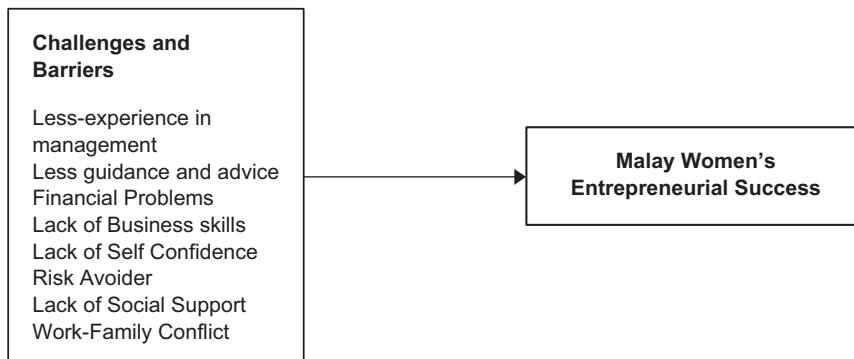 Challenges and
Barriers
Less-experience in
management
Less guidance and advice
Financial Problems
Lack of Business skills
Lack of Self Confidence
Risk Avoider
Lack of Social Support
Work-Family Conflict
Malay Women's
Entrepreneurial Success